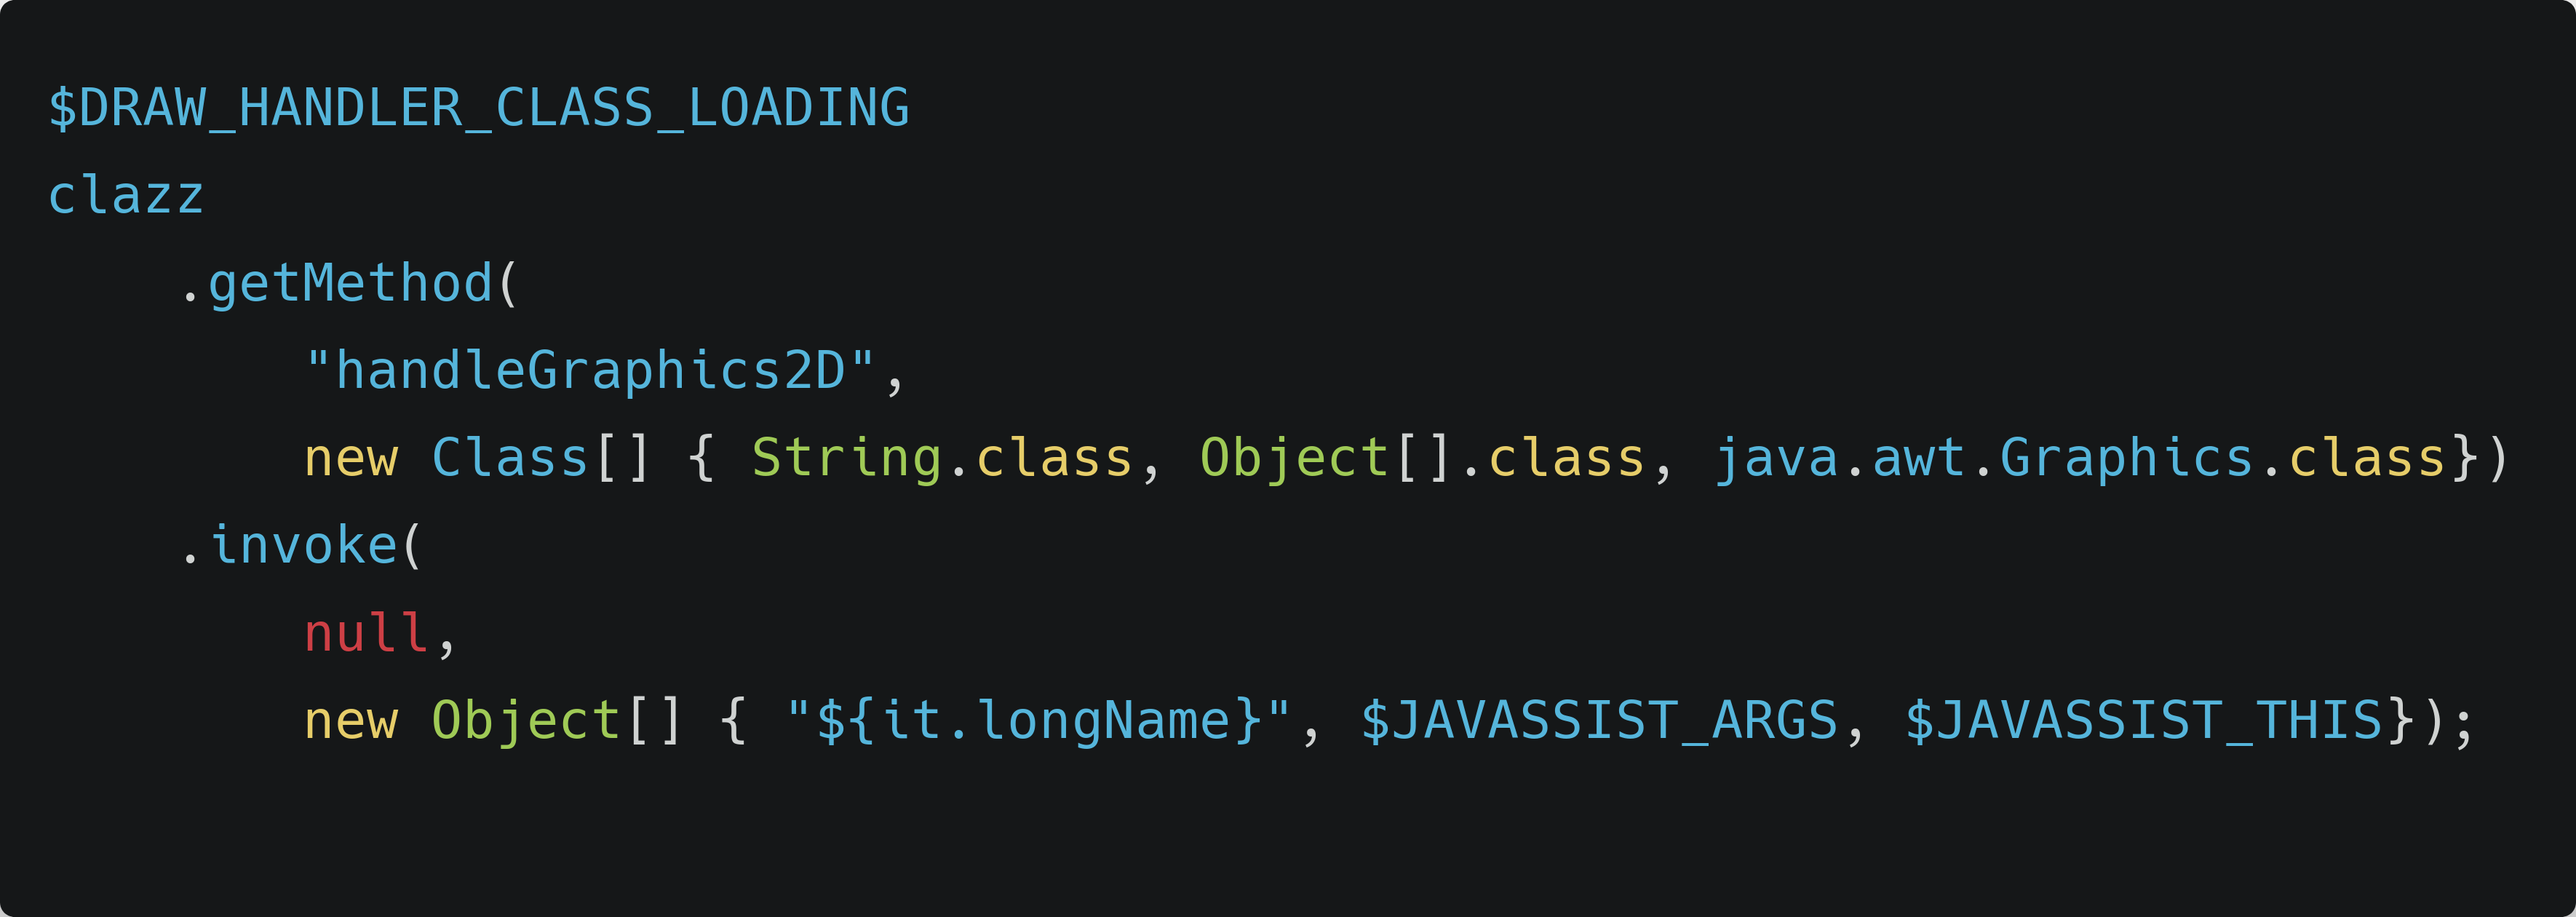 $DRAW_HANDLER_CLASS_LOADING
clazz
    .getMethod(
        "handleGraphics2D",
        new Class[] { String.class, Object[].class, java.awt.Graphics.class})
    .invoke(
        null,
        new Object[] { "${it.longName}", $JAVASSIST_ARGS, $JAVASSIST_THIS});